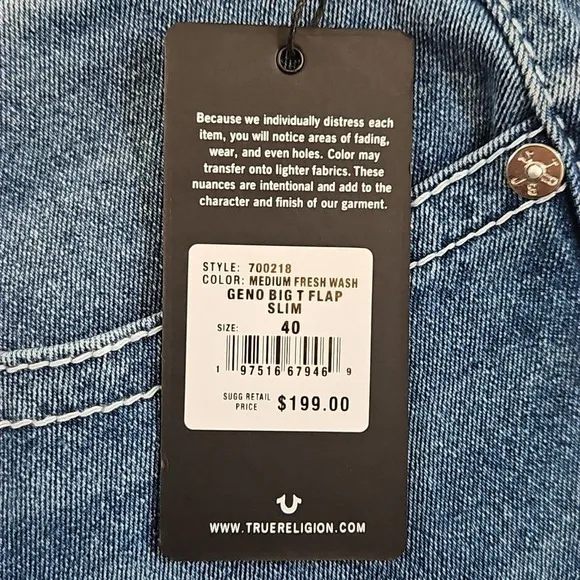 Because we individually distress each
item, you will notice areas of fading,
wear, and even holes. Color may
transfer onto lighter fabrics. These
nuances are intentional and add to the
character and finish of our garment.
STYLE: 700218
COLOR: MEDIUM FRESH WASH
GENO BIG T FLAP
SLIM
SIZE: 40
1 97516 67946 9
SUGG RETAIL
PRICE $199.00
WWW.TRUERELIGION.COM